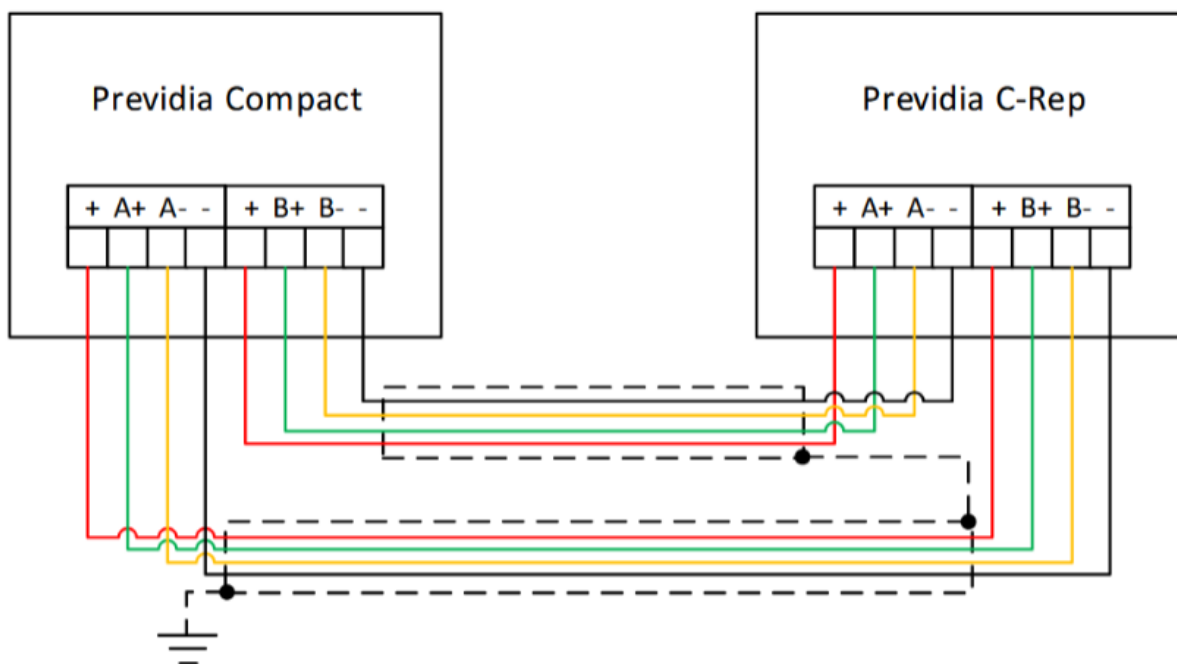 Previdia Compact
Previdia C-Rep
+ A+ A- - + B+ B- -
+ A+ A- - + B+ B- -